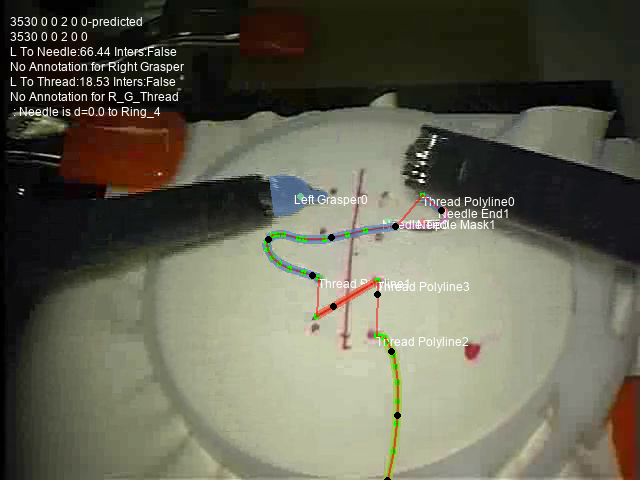 3530 0 0 2 0 0-predicted
3530 0 0 2 0 0
L To Needle:66.44 Inters:False
No Annotation for Right Grasper
L To Thread:18.53 Inters:False
No Annotation for R_G_Thread
: Needle is d=0.0 to Ring_4
Left Grasper0
Thread Polyline0
Needle End1
Needle Mask1
Thread Polyline1
Thread Polyline3
Thread Polyline2